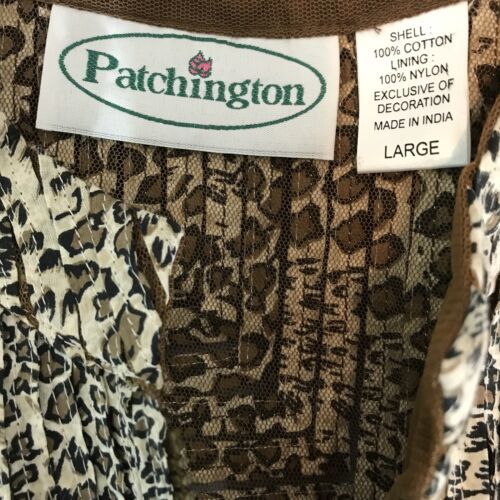 Patchington
SHELL :
100% COTTON
LINING :
100% NYLON
EXCLUSIVE OF
DECORATION
MADE IN INDIA
LARGE